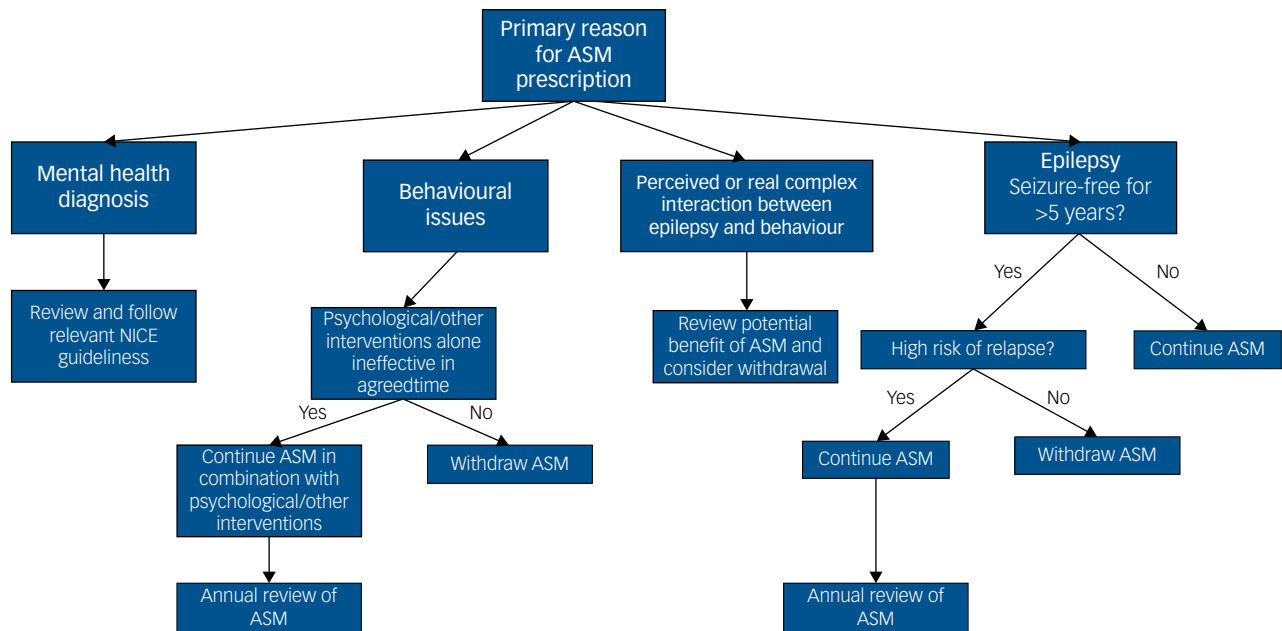 Primary reason
for ASM
prescription
Mental health
diagnosis
Behavioural
issues
Perceived or real complex
interaction between
epilepsy and behaviour
Epilepsy
Seizure-free for
>5 years?
Yes
No
Review and follow
relevant NICE
guideliness
Psychological/other
interventions alone
ineffective in
agreedtime
Review potential
benefit of ASM and
consider withdrawal
High risk of relapse?
Continue ASM
Yes
No
Yes
No
Continue ASM in
combination with
psychological/other
interventions
Withdraw ASM
Continue ASM
Withdraw ASM
Annual review of
ASM
Annual review of
ASM